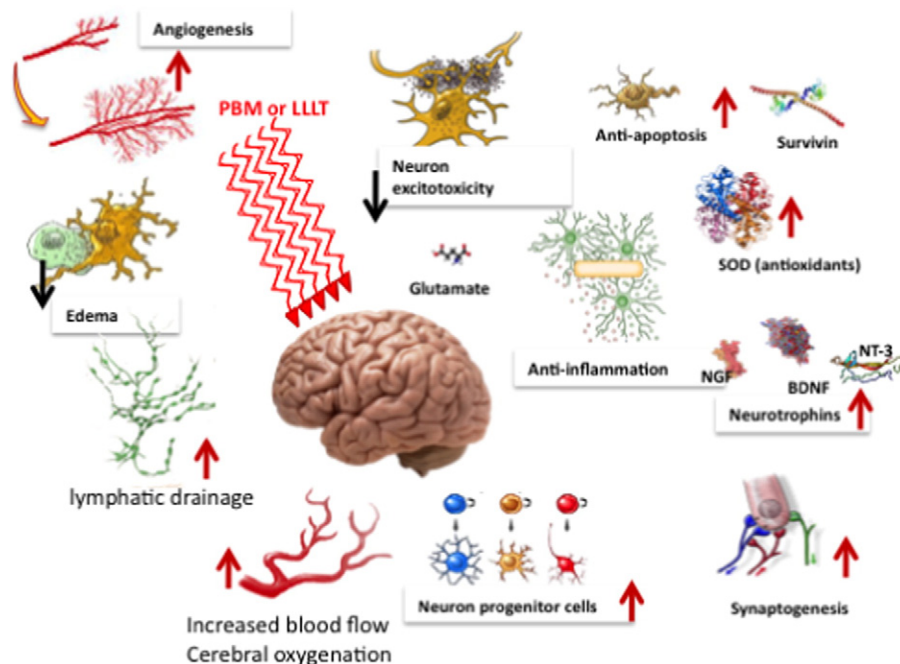 Angiogenesis
PBM or LLLT
Neuron
excitotoxicity
Anti-apoptosis
Survivin
SOD (antioxidants)
Glutamate
Edema
Anti-inflammation
NGF
BDNF
NT-3
Neurotrophins
lymphatic drainage
Increased blood flow
Cerebral oxygenation
Neuron progenitor cells
Synaptogenesis